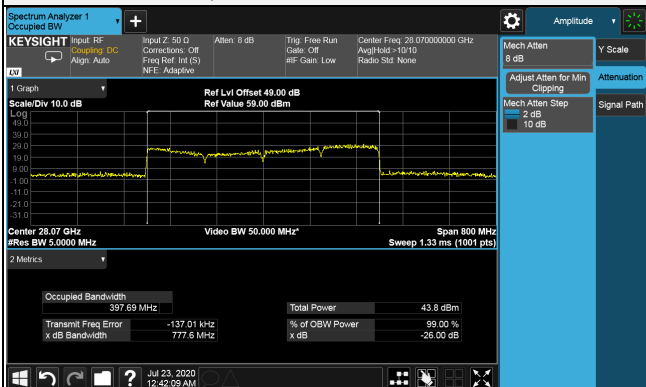 Spectrum Analyzer 1
Occupied BW
Amplitude
KEYSIGHT
Input: RF
Coupling: DC
Align: Auto
Input Z: 50 Ω
Corrections: Off
Freq Ref: Int (S)
NFE: Adaptive
Atten: 8 dB
Trig: Free Run
Gate: Off
#IF Gain: Low
Center Freq: 28.070000000 GHz
Avg|Hold:>10/10
Radio Std: None
LXI
Mech Atten
8 dB
Adjust Atten for Min
Clipping
Mech Atten Step
2 dB
10 dB
Y Scale
Attenuation
Signal Path
1 Graph
Scale/Div 10.0 dB
Ref Lvl Offset 49.00 dB
Ref Value 59.00 dBm
Log
49.0
39.0
29.0
19.0
9.00
-1.00
-11.0
-21.0
-31.0
Center 28.07 GHz
Video BW 50.000 MHz*
Span 800 MHz
#Res BW 5.0000 MHz
Sweep 1.33 ms (1001 pts)
2 Metrics
Occupied Bandwidth
397.69 MHz
Total Power 43.8 dBm
Transmit Freq Error -137.01 kHz
% of OBW Power 99.00 %
x dB Bandwidth 777.6 MHz
x dB -26.00 dB
?
Jul 23, 2020
12:42:09 AM